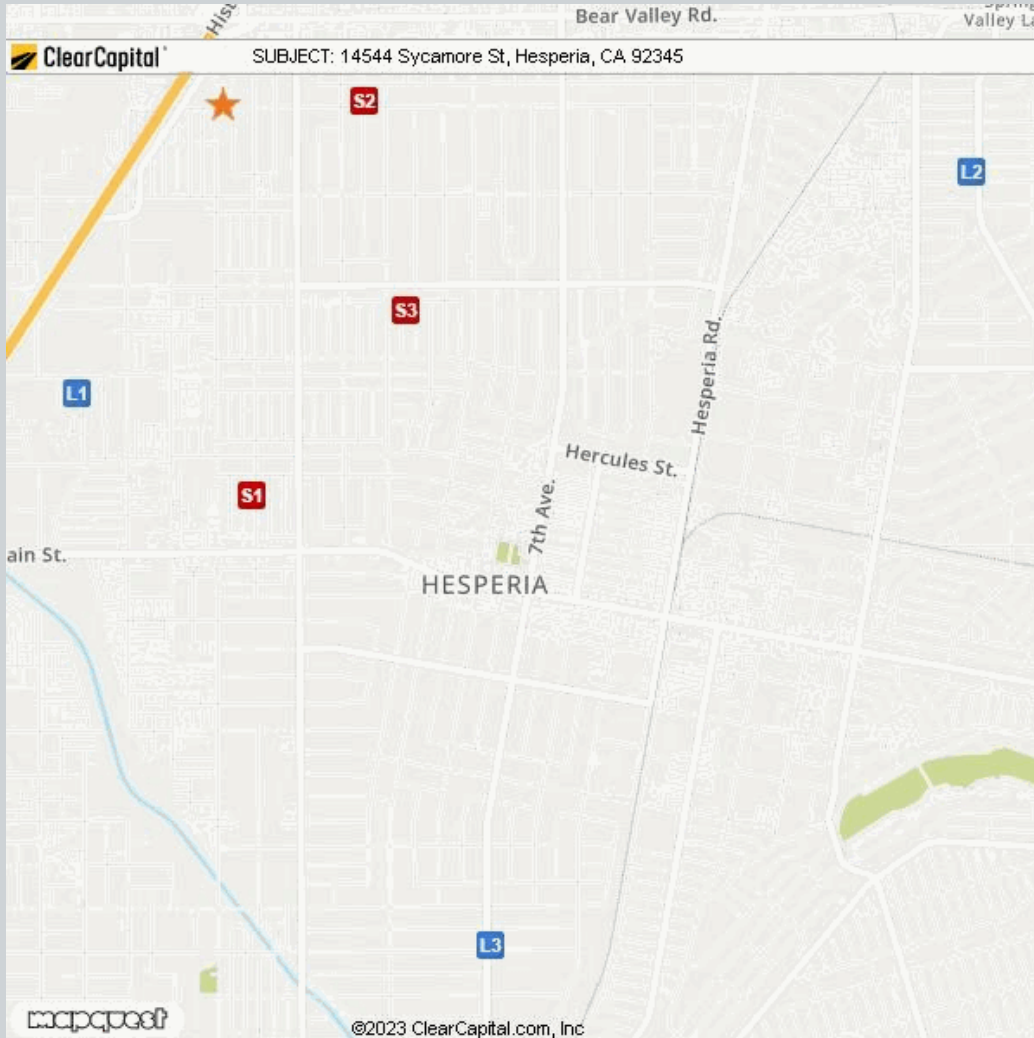 Bear Valley Rd.
Valley
ClearCapital
SUBJECT: 14544 Sycamore St, Hesperia, CA 92345
S2
L2
S3
Hesperia Rd.
L1
Hercules St.
S1
7th Ave.
ain St.
HESPERIA
L3
mapquest
©2023 ClearCapital.com, Inc